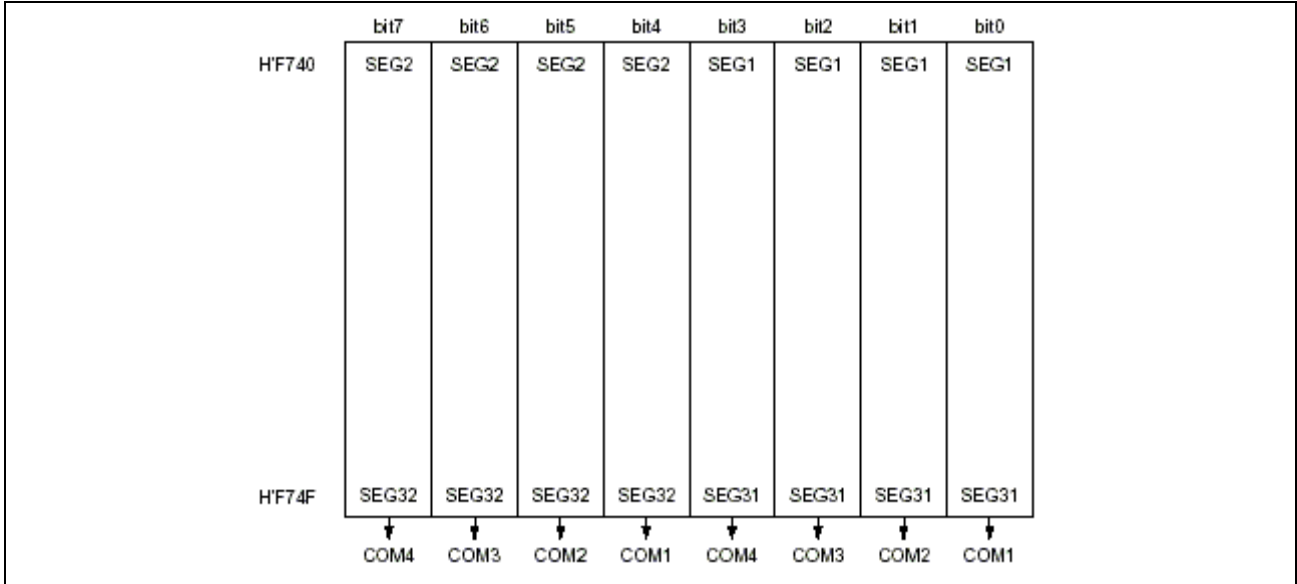 bit7 bit6 bit5 bit4 bit3 bit2 bit1 bit0
H'F740 SEG2 SEG2 SEG2 SEG2 SEG1 SEG1 SEG1 SEG1
H'F74F SEG32 SEG32 SEG32 SEG32 SEG31 SEG31 SEG31 SEG31
COM4 COM3 COM2 COM1 COM4 COM3 COM2 COM1